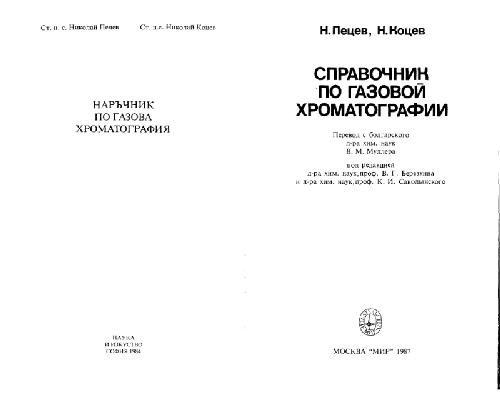 Ст. н. с. Николай Пецев Ст. н.с. Николай Коцев
НАРЪЧНИК
ПО ГАЗОВА
ХРОМАТОГРАФИЯ
НАУКА
И ИЗКУСТВО
СОФИЯ 1984
Н.Пецев, Н.Коцев
СПРАВОЧНИК
ПО ГАЗОВОЙ
ХРОМАТОГРАФИИ
Перевод с болгарского
д-ра хим. наук
В. М. Муллера
под редакцией
д-ра хим. наук,проф. В. Г. Березкина
и д-ра хим. наук,проф. К. И. Сакодынского
МОСКВА "МИР" 1987